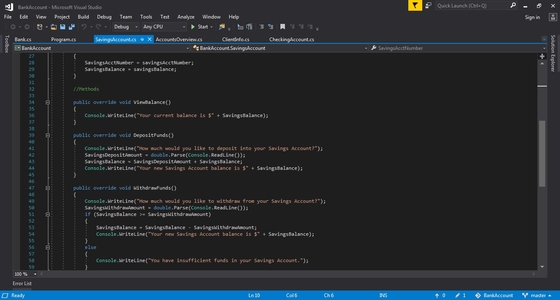 BankAccount - Microsoft Visual Studio
Quick Launch (Ctrl+Q)
File Edit View Project Build Debug Team Tools Test Analyze Window Help
Sign in
Debug Any CPU Start
Bank.cs Program.cs SavingsAccount.cs AccountsOverview.cs ClientInfo.cs CheckingAccount.cs
BankAccount BankAccount.SavingsAccount SavingsAcctNumber
Toolbox
Solution Explorer
27 {
28 SavingsAcctNumber = savingsAcctNumber;
29 SavingsBalance = savingsBalance;
30 }
31
32 //Methods
33
34 public override void ViewBalance()
35 {
36 Console.WriteLine("Your current balance is $" + SavingsBalance);
37 }
38
39 public override void DepositFunds()
40 {
41 Console.WriteLine("How much would you like to deposit into your Savings Account?");
42 SavingsDepositAmount = double.Parse(Console.ReadLine());
43 SavingsBalance = SavingsDepositAmount + SavingsBalance;
44 Console.WriteLine("Your new Savings Account balance is $" + SavingsBalance);
45 }
46
47 public override void WithdrawFunds()
48 {
49 Console.WriteLine("How much would you like to withdraw from your Savings Account?");
50 SavingsWithdrawAmount = double.Parse(Console.ReadLine());
51 if (SavingsBalance >= SavingsWithdrawAmount)
52 {
53 SavingsBalance = SavingsBalance - SavingsWithdrawAmount;
54 Console.WriteLine("Your new Savings Account balance is $" + SavingsBalance);
55 }
56 else
57 {
58 Console.WriteLine("You have insufficient funds in your Savings Account.");
59 }
100 %
Error List
Ready Ln 10 Col 6 Ch 6 INS 0 1 BankAccount master